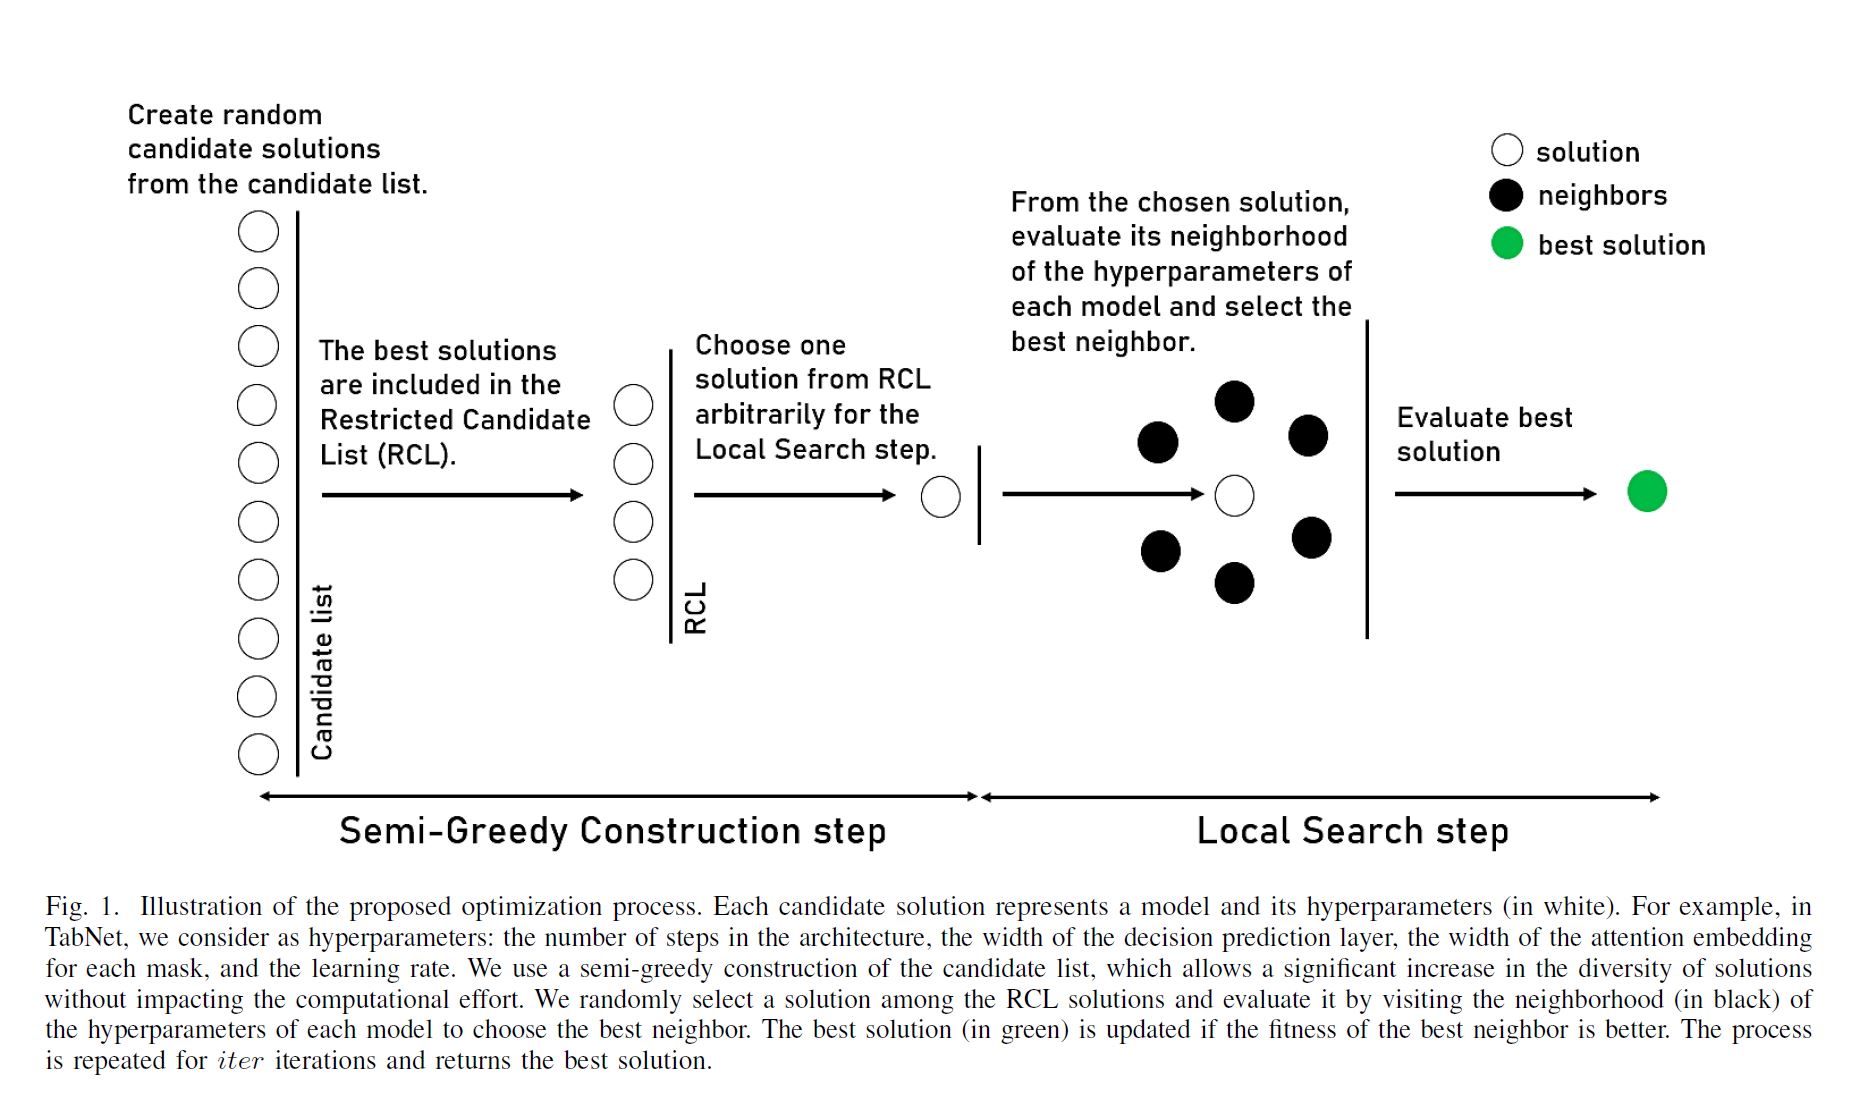 Create random
candidate solutions
from the candidate list.
The best solutions
are included in the
Restricted Candidate
List (RCL).
Candidate list
Choose one
solution from RCL
arbitrarily for the
Local Search step.
RCL
From the chosen solution,
evaluate its neighborhood
of the hyperparameters of
each model and select the
best neighbor.
solution
neighbors
best solution
Evaluate best
solution
Semi-Greedy Construction step
Local Search step
Fig. 1. Illustration of the proposed optimization process. Each candidate solution represents a model and its hyperparameters (in white). For example, in
TabNet, we consider as hyperparameters: the number of steps in the architecture, the width of the decision prediction layer, the width of the attention embedding
for each mask, and the learning rate. We use a semi-greedy construction of the candidate list, which allows a significant increase in the diversity of solutions
without impacting the computational effort. We randomly select a solution among the RCL solutions and evaluate it by visiting the neighborhood (in black) of
the hyperparameters of each model to choose the best neighbor. The best solution (in green) is updated if the fitness of the best neighbor is better. The process
is repeated for iter iterations and returns the best solution.